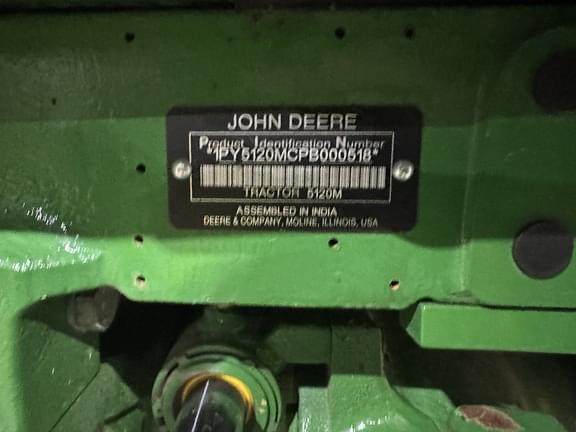 JOHN DEERE
Product Identification Number
*1PY5120MCPB000518*
TRACTOR 5120M
ASSEMBLED IN INDIA
DEERE & COMPANY, MOLINE, ILLINOIS, USA